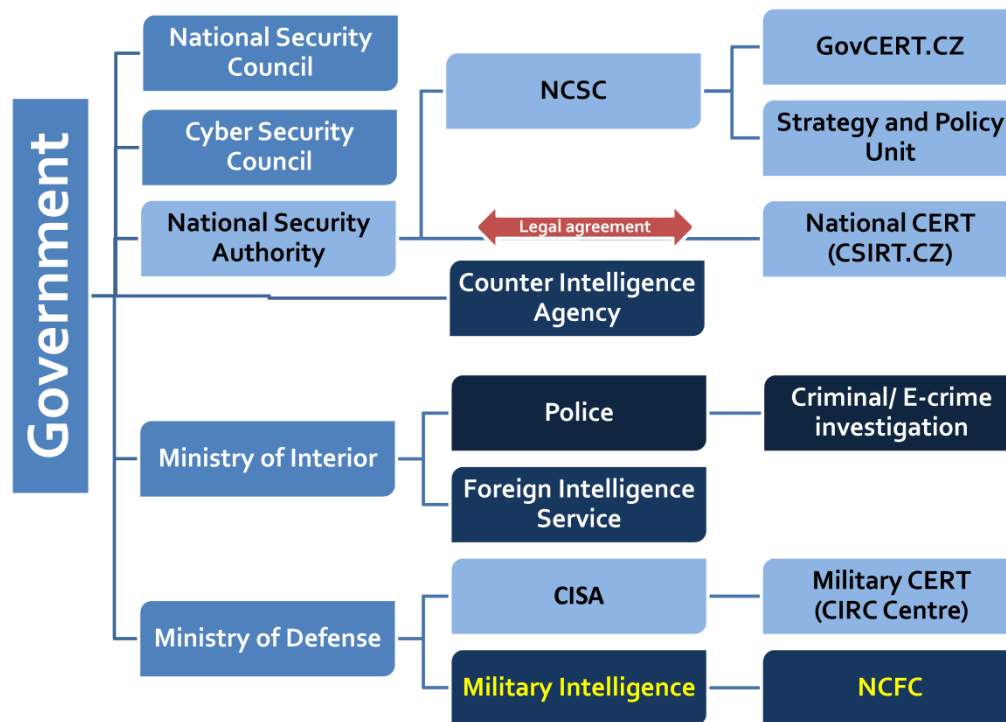 Government
National Security
Council
Cyber Security
Council
National Security
Authority
Ministry of Interior
Ministry of Defense
NCSC
Legal agreement
Counter Intelligence
Agency
Police
Foreign Intelligence
Service
CISA
Military Intelligence
GovCERT.CZ
Strategy and Policy
Unit
National CERT
(CSIRT.CZ)
Criminal/ E-crime
investigation
Military CERT
(CIRC Centre)
NCFC